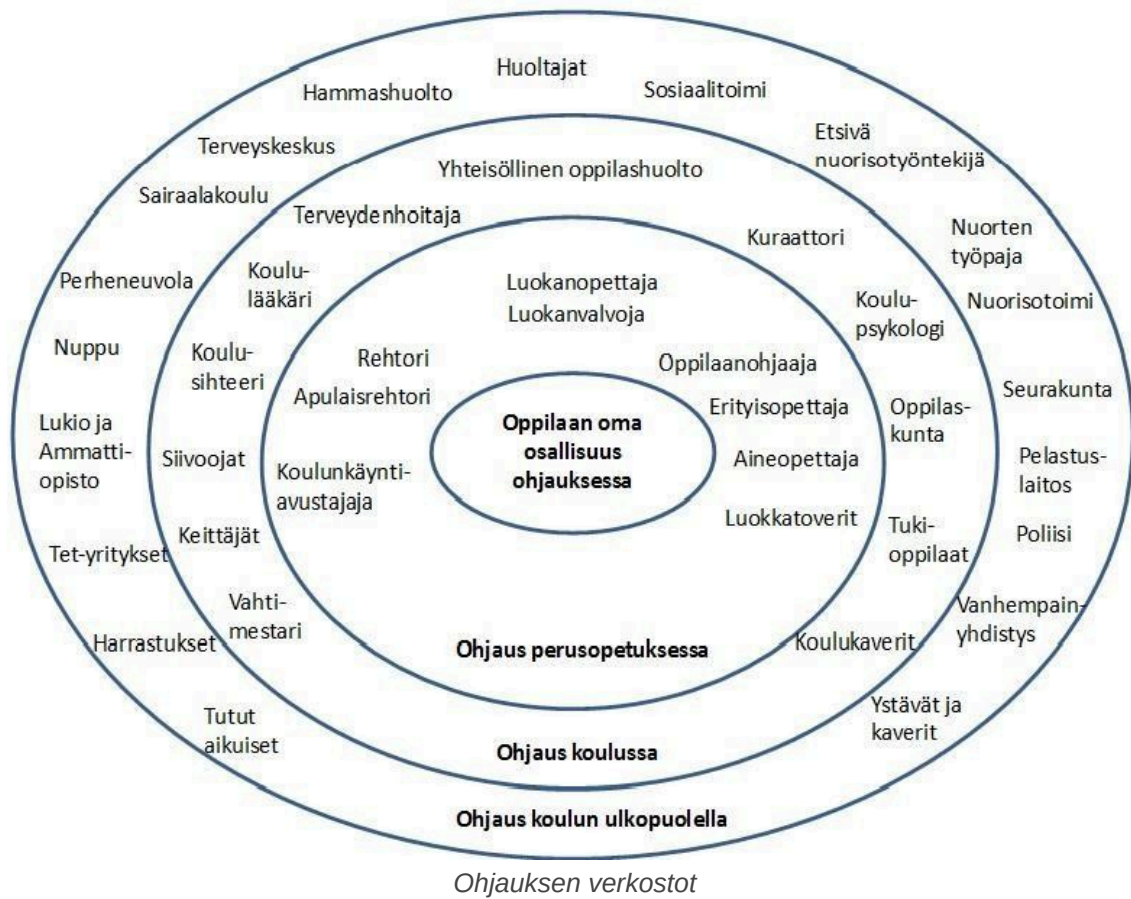 Huoltajat
Hammashuolto
Sosiaalitoimi
Etsivä
nuorisotyöntekijä
Terveyskeskus
Yhteisöllinen oppilashuolto
Sairaalakoulu
Terveydenhoitaja
Kuraattori
Nuorten
työpaja
Perheneuvola
Koulu-
lääkäri
Luokanopettaja
Luokanvalvoja
Koulu-
psykologi
Nuorisotoimi
Nuppu
Koulu-
sihteeri
Rehtori
Apulaisrehtori
Oppilaanohjaaja
Erityisopettaja
Oppilas-
kunta
Seurakunta
Lukio ja
Ammatti-
opisto
Siivoojat
Koulunkäynti-
avustajaja
Oppilaan oma
osallisuus
ohjauksessa
Aineopettaja
Pelastus-
laitos
Luokkatoverit
Tuki-
oppilaat
Poliisi
Tet-yritykset
Keittäjät
Vahti-
mestari
Vanhempain-
yhdistys
Harrastukset
Ohjaus perusopetuksessa
Koulukaverit
Tutut
aikuiset
Ystävät ja
kaverit
Ohjaus koulussa
Ohjaus koulun ulkopuolella
Ohjauksen verkostot